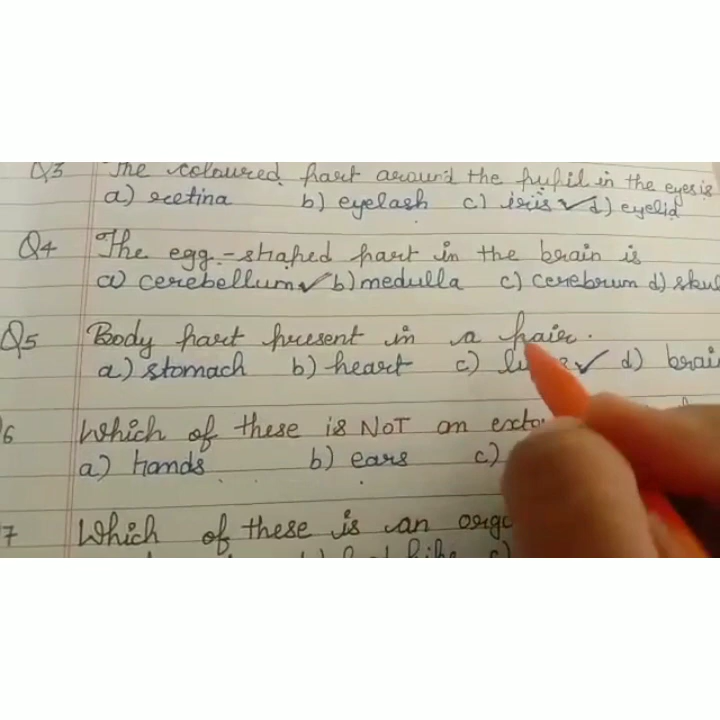 Q3 The coloured part around the pupil in the eyes is
a) retina b) eyelash c) iris ✓ d) eyelid
Q4 The egg-shaped part in the brain is
a) cerebellum ✓ b) medulla c) cerebrum d)
Q5 Body part present in a pair.
a) stomach b) heart c) ✓ d)
6 Which of these is NOT an
a) hands b) ears c)
7 Which of these is an